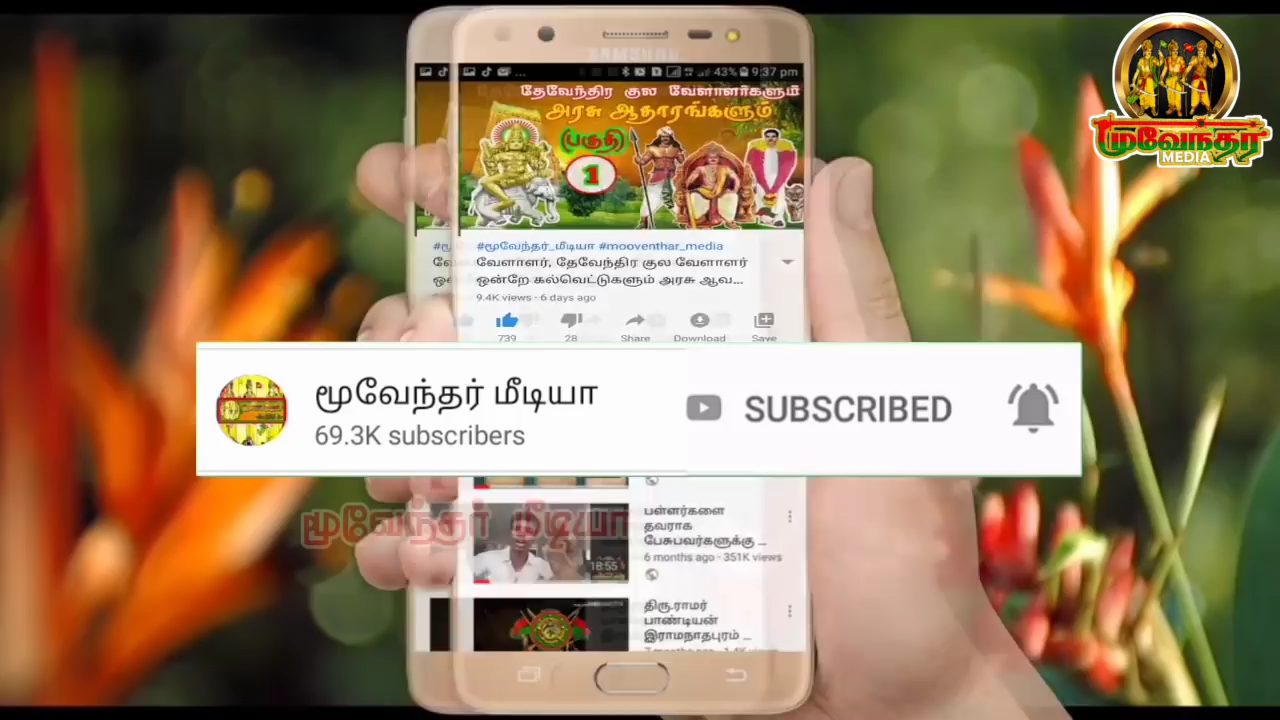 மூவேந்தர்
MEDIA
SAMSUNG
43% 9:37 pm
தேவேந்திர குல வேளாளர்களும்
அரசு ஆதாரங்களும்
(பகுதி)
1
#மூவேந்தர்_மீடியா #mooventhar_media
வேளாளர், தேவேந்திர குல வேளாளர்
ஒன்றே கல்வெட்டுகளும் அரசு ஆவ...
9.4K views · 6 days ago
739 28 Share Download Save
மூவேந்தர் மீடியா
69.3K subscribers
SUBSCRIBED
மூவேந்தர் மீடியா
பள்ளர்களை
தவராக
பேசுபவர்களுக்கு ...
6 months ago · 351K views
18:55
திரு.ராமர்
பாண்டியன்
இராமநாதபுரம் ...